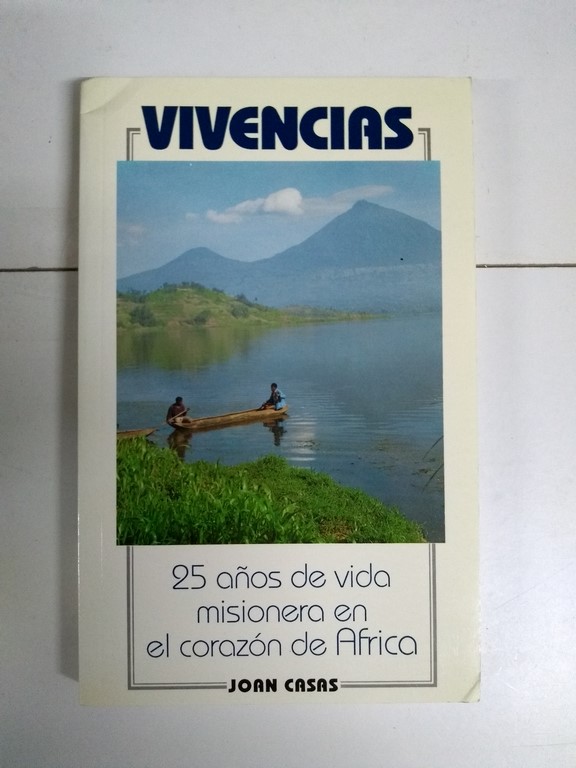 VIVENCIAS
25 años de vida
misionera en
el corazón de Africa
JOAN CASAS